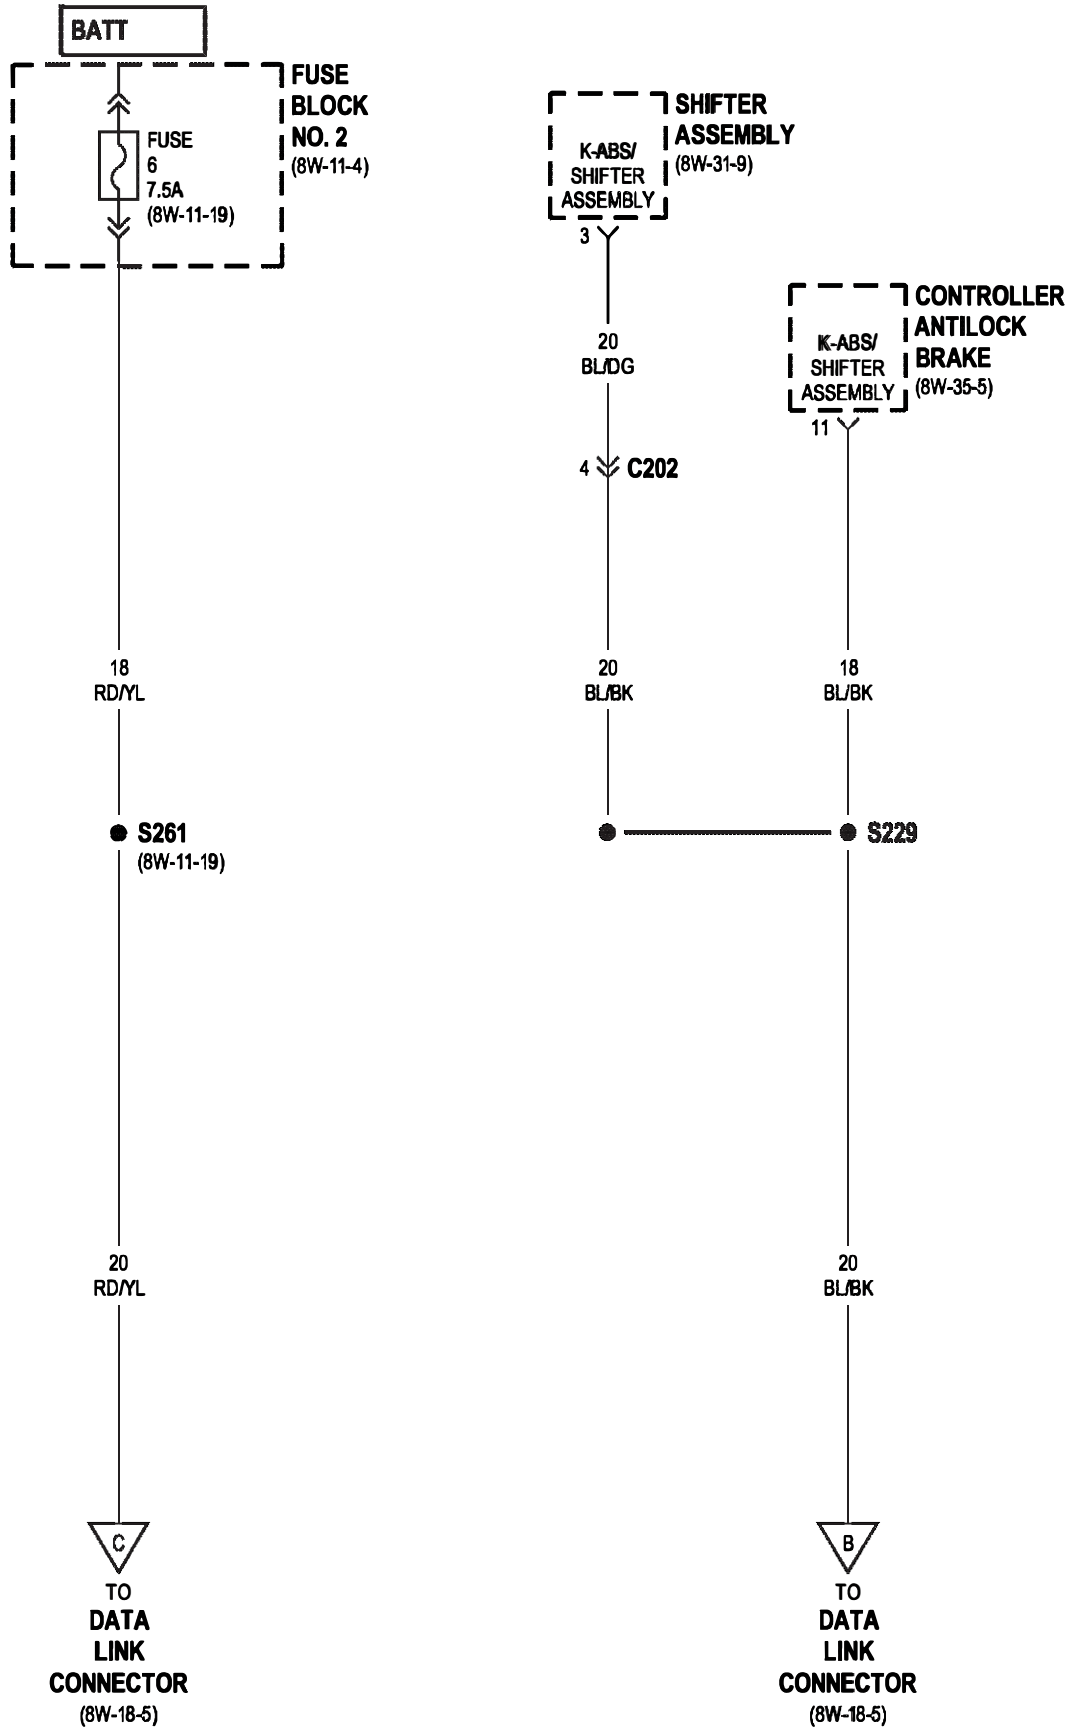 BATT
FUSE
BLOCK
NO. 2
(8W-11-4)
FUSE
6
7.5A
(8W-11-19)
SHIFTER
ASSEMBLY
(8W-31-9)
K-ABS/
SHIFTER
ASSEMBLY
3
CONTROLLER
ANTILOCK
BRAKE
(8W-35-5)
K-ABS/
SHIFTER
ASSEMBLY
11
20
BL/DG
4
C202
18
RD/YL
20
BL/BK
18
BL/BK
S261
(8W-11-19)
S229
20
RD/YL
20
BL/BK
C
TO
DATA
LINK
CONNECTOR
(8W-18-5)
B
TO
DATA
LINK
CONNECTOR
(8W-18-5)